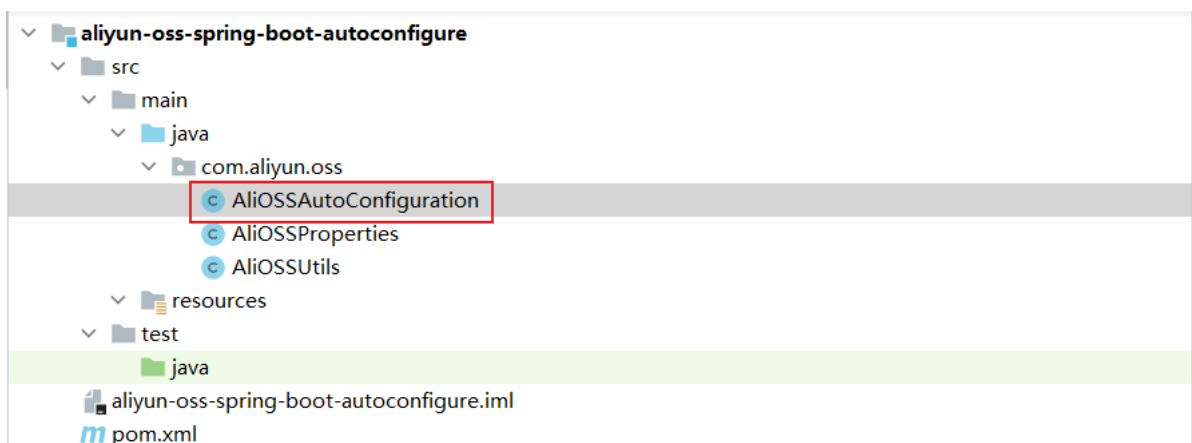 aliyun-oss-spring-boot-autoconfigure
src
main
java
com.aliyun.oss
C AliOSSAutoConfiguration
C AliOSSProperties
C AliOSSUtils
resources
test
java
aliyun-oss-spring-boot-autoconfigure.iml
m pom.xml